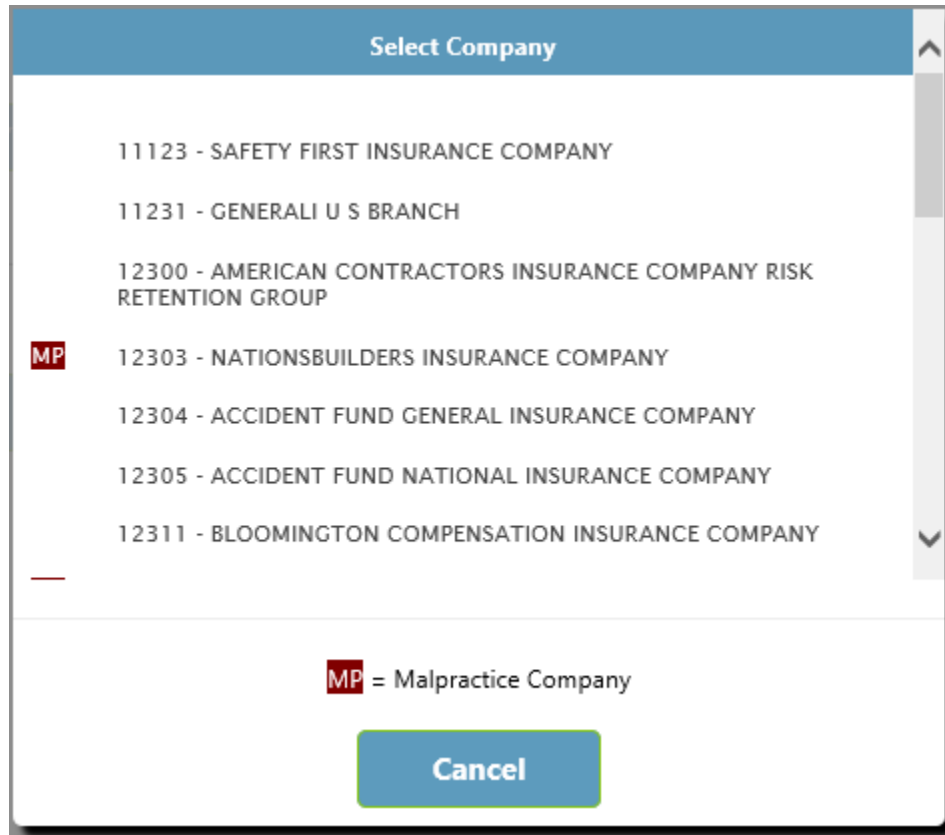 Select Company
11123 - SAFETY FIRST INSURANCE COMPANY
11231 - GENERALI U S BRANCH
12300 - AMERICAN CONTRACTORS INSURANCE COMPANY RISK
RETENTION GROUP
MP 12303 - NATIONSBUILDERS INSURANCE COMPANY
12304 - ACCIDENT FUND GENERAL INSURANCE COMPANY
12305 - ACCIDENT FUND NATIONAL INSURANCE COMPANY
12311 - BLOOMINGTON COMPENSATION INSURANCE COMPANY
MP = Malpractice Company
Cancel